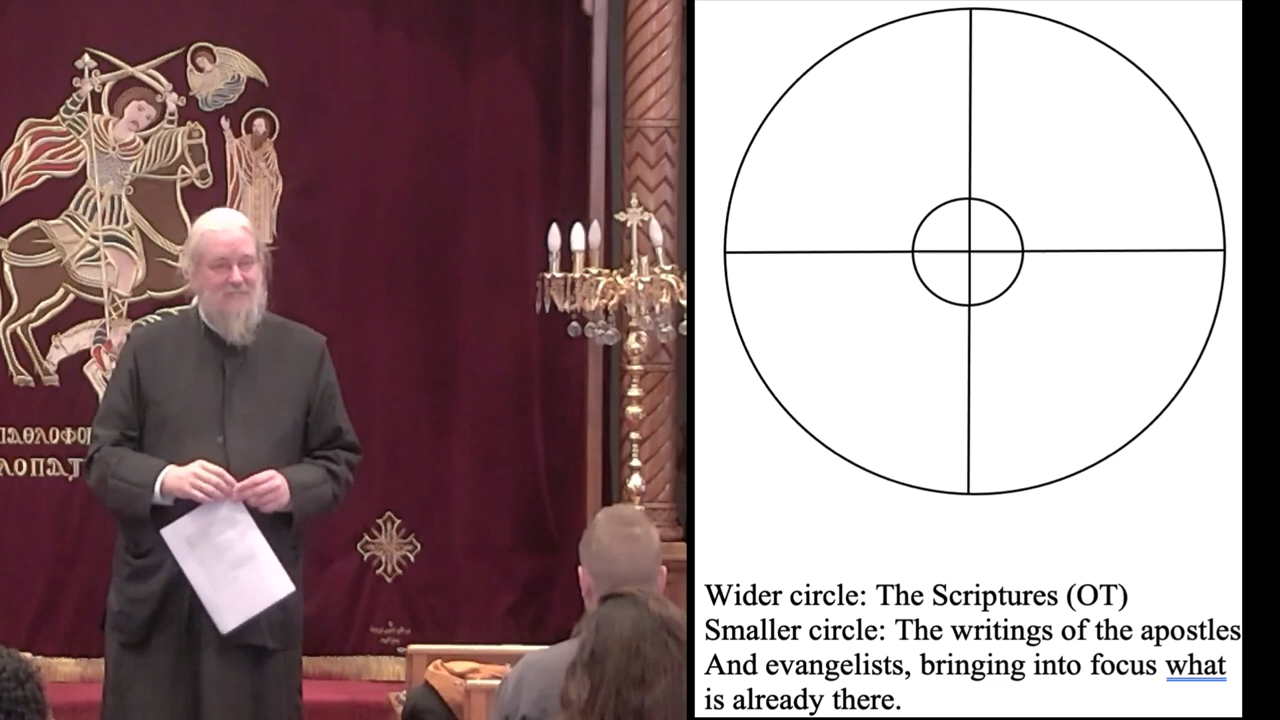 Wider circle: The Scriptures (OT)
Smaller circle: The writings of the apostles
And evangelists, bringing into focus what
is already there.